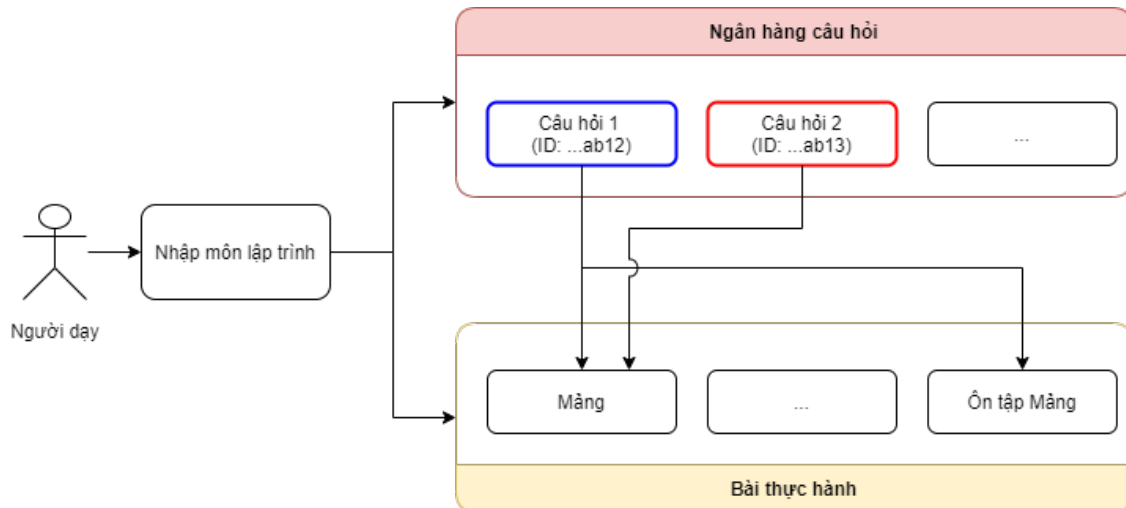 Ngân hàng câu hỏi
Câu hỏi 1
(ID: ...ab12)
Câu hỏi 2
(ID: ...ab13)
...
Nhập môn lập trình
Người dạy
Mảng
...
Ôn tập Mảng
Bài thực hành